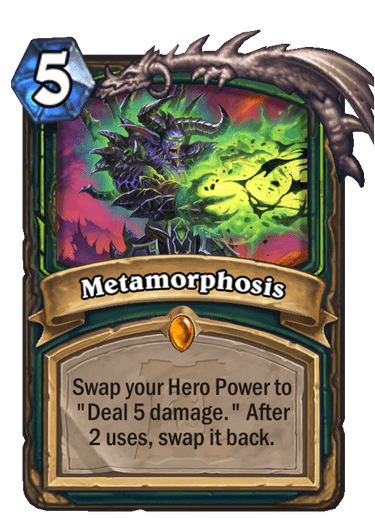 5
Metamorphosis
Swap your Hero Power to
"Deal 5 damage." After
2 uses, swap it back.